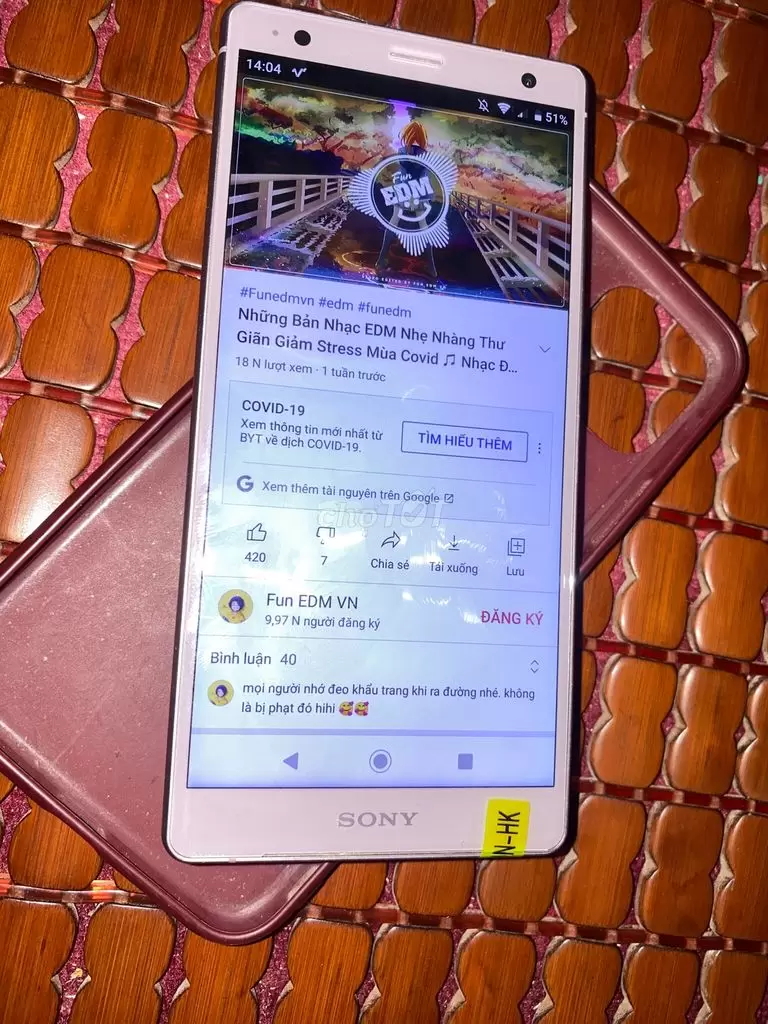 14:04
51%
Fun
EDM
#Funedmvn #edm #funedm
Những Bản Nhạc EDM Nhẹ Nhàng Thư
Giãn Giảm Stress Mùa Covid 🎵 Nhạc Đ...
18 N lượt xem · 1 tuần trước
COVID-19
Xem thông tin mới nhất từ
BYT về dịch COVID-19.
TÌM HIỂU THÊM
G Xem thêm tài nguyên trên Google
chợTỐT
420
7
Chia sẻ
Tải xuống
Lưu
Fun EDM VN
9,97 N người đăng ký
ĐĂNG KÝ
Bình luận 40
mọi người nhớ đeo khẩu trang khi ra đường nhé. không
là bị phạt đó hihi 🥰🥰
SONY
N-HK